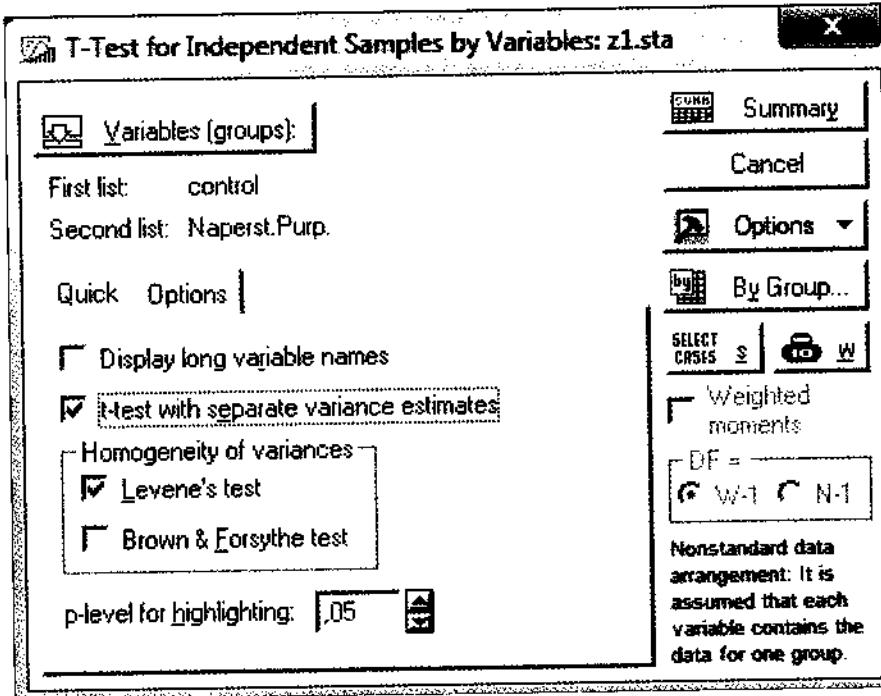 T-Test for Independent Samples by Variables: z1.sta
x
Variables (groups):
First list: control
Second list: Naperst.Purp.
Quick Options
Display long variable names
t-test with separate variance estimates
Homogeneity of variances
Levene's test
Brown & Forsythe test
p-level for highlighting: ,05
Summary
Cancel
Options
By Group...
SELECT
CASES S W
Weighted
moments
DF =
W-1 N-1
Nonstandard data
arrangement: It is
assumed that each
variable contains the
data for one group.